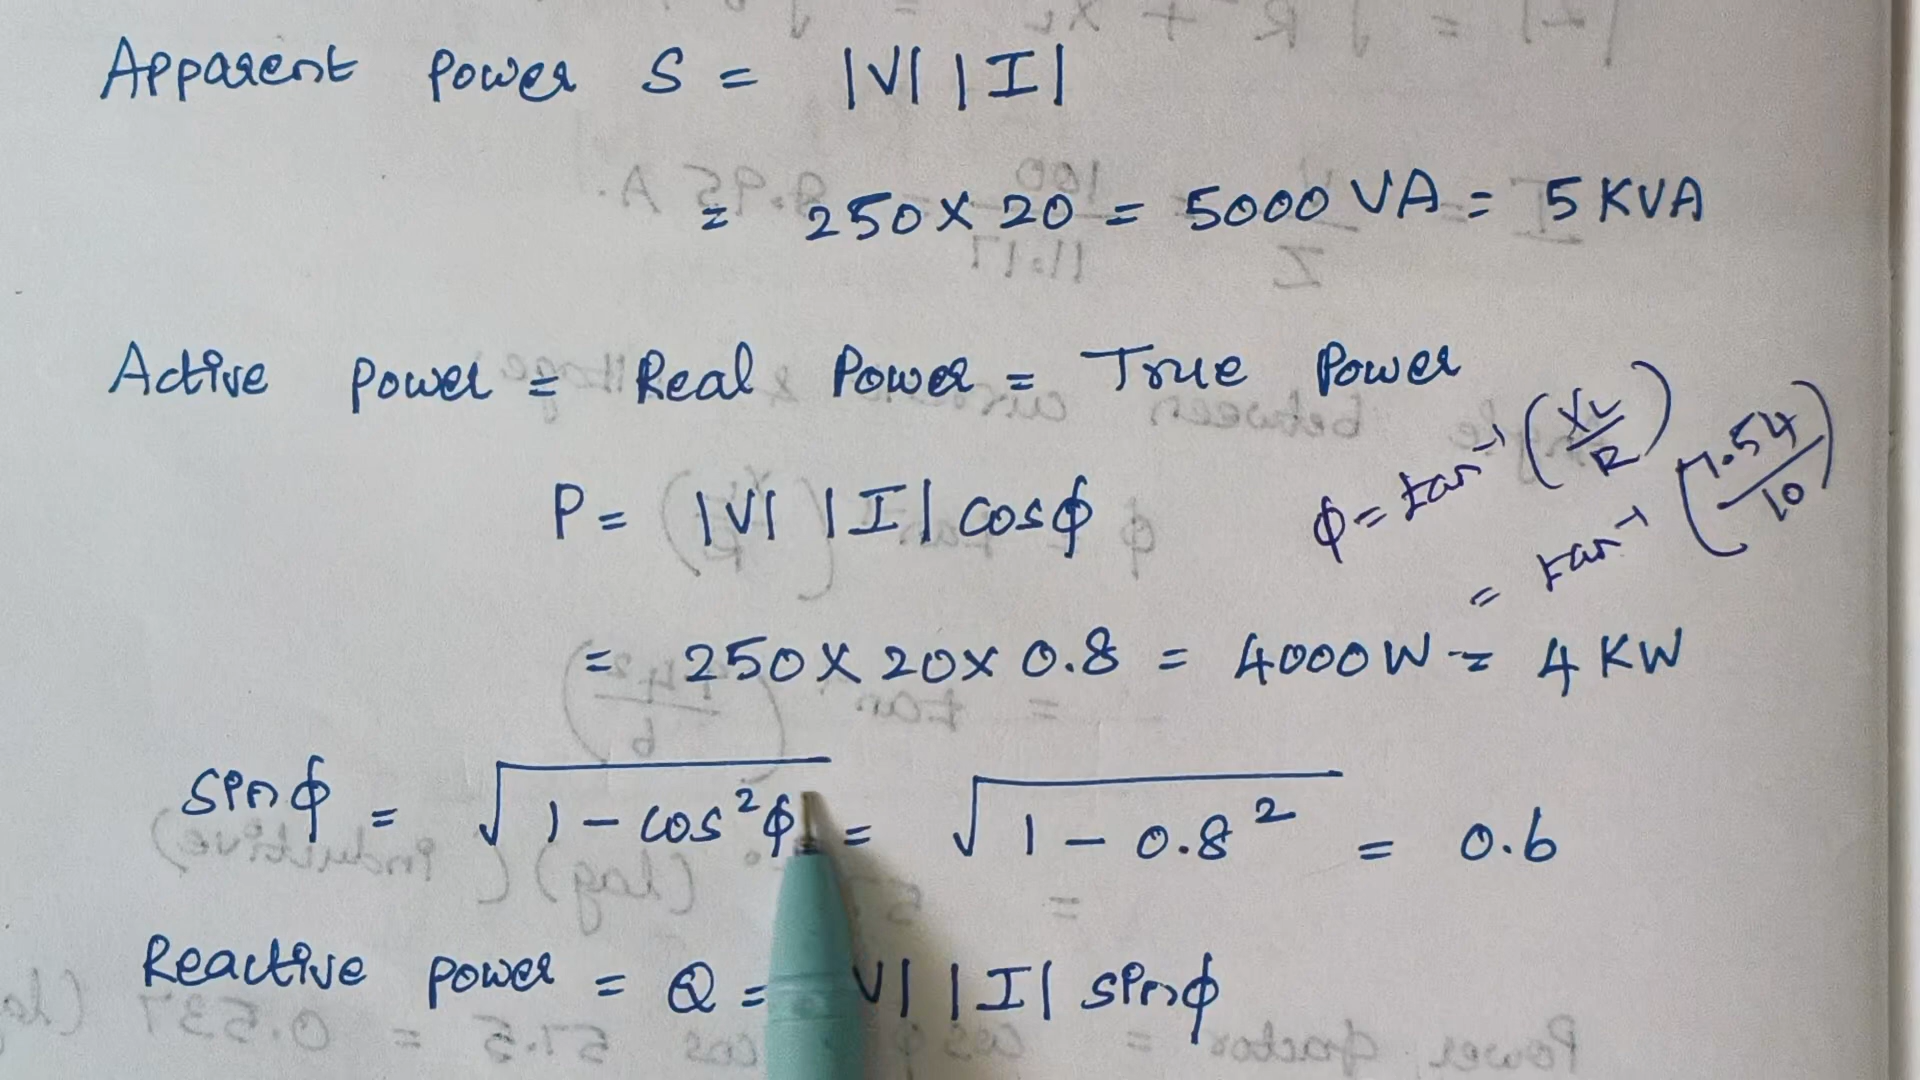 Apparent power S = |V| |I|
= 250 x 20 = 5000 VA = 5 KVA
Active power = Real Power = True Power
P = |V| |I| cosϕ
ϕ = tan⁻¹ (XL/R)
= tan⁻¹ (7.54/10)
= 250 x 20 x 0.8 = 4000 W = 4 KW
sinϕ = √(1 - cos²ϕ) = √(1 - 0.8²) = 0.6
Reactive power = Q = V| |I| sinϕ